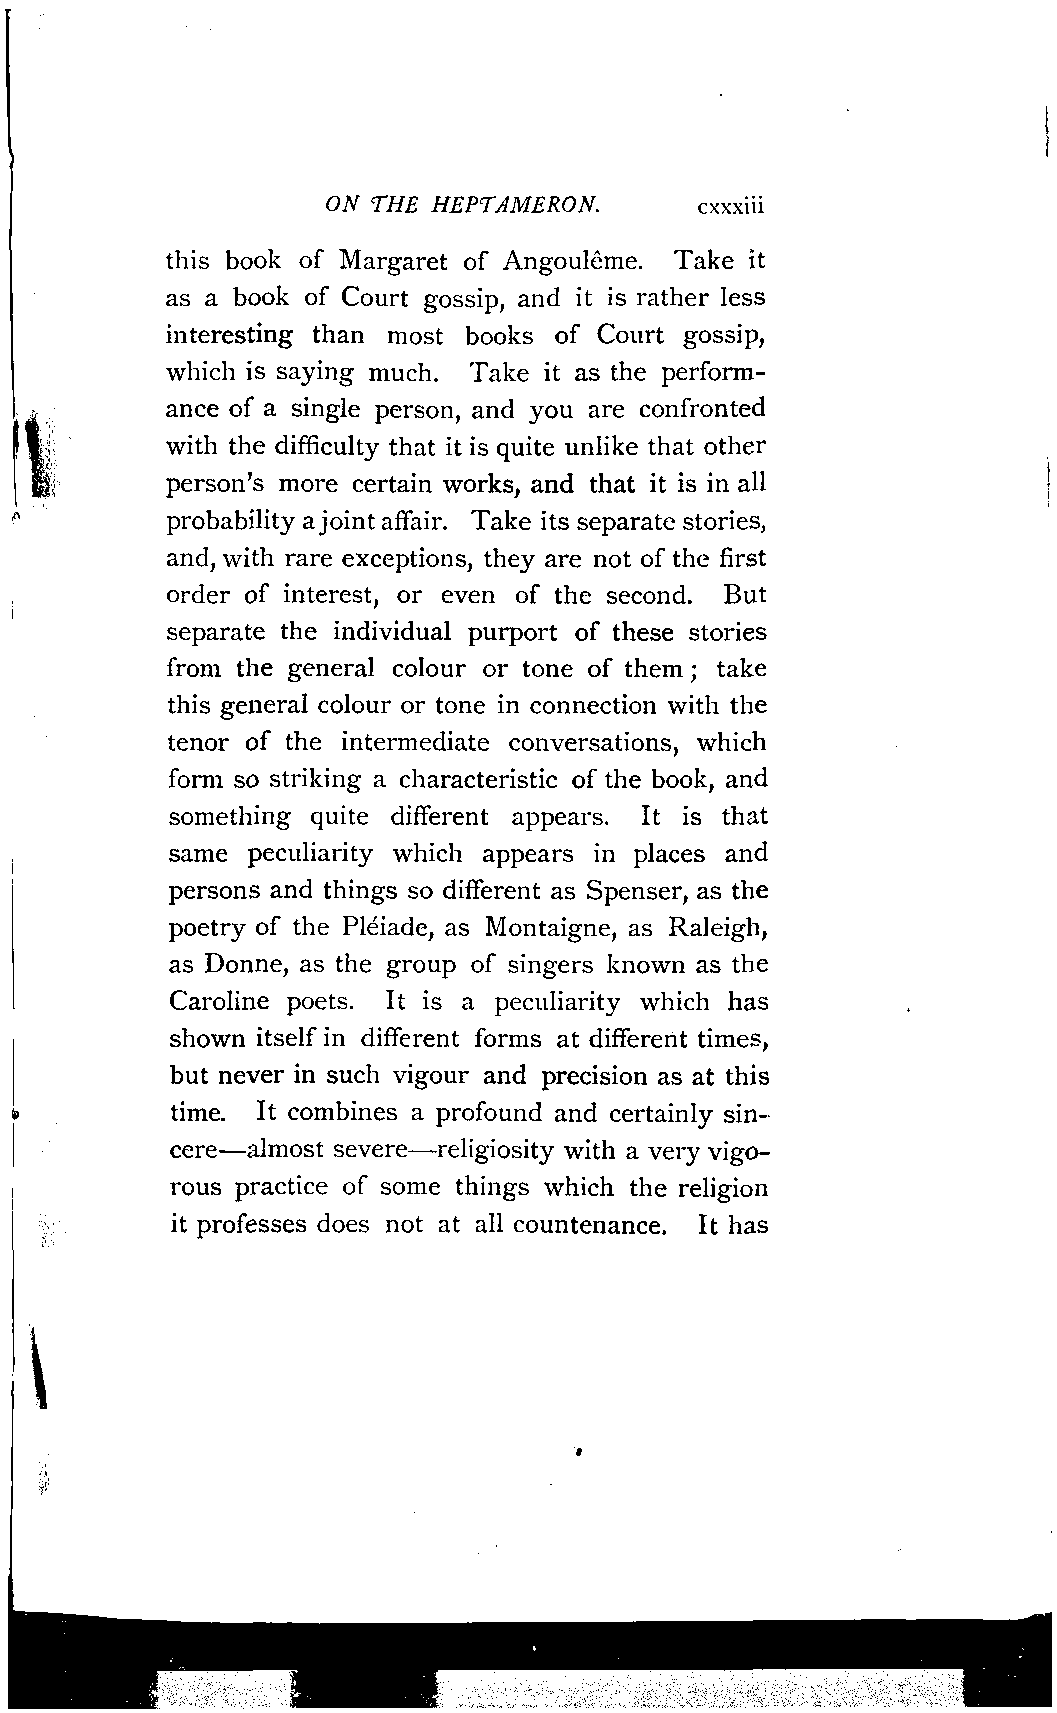 ON THE HEPTAMERON. cxxxiii
this book of Margaret of Angoulême. Take it
as a book of Court gossip, and it is rather less
interesting than most books of Court gossip,
which is saying much. Take it as the perform-
ance of a single person, and you are confronted
with the difficulty that it is quite unlike that other
person's more certain works, and that it is in all
probability a joint affair. Take its separate stories,
and, with rare exceptions, they are not of the first
order of interest, or even of the second. But
separate the individual purport of these stories
from the general colour or tone of them; take
this general colour or tone in connection with the
tenor of the intermediate conversations, which
form so striking a characteristic of the book, and
something quite different appears. It is that
same peculiarity which appears in places and
persons and things so different as Spenser, as the
poetry of the Pléiade, as Montaigne, as Raleigh,
as Donne, as the group of singers known as the
Caroline poets. It is a peculiarity which has
shown itself in different forms at different times,
but never in such vigour and precision as at this
time. It combines a profound and certainly sin-
cere—almost severe—religiosity with a very vigo-
rous practice of some things which the religion
it professes does not at all countenance. It has